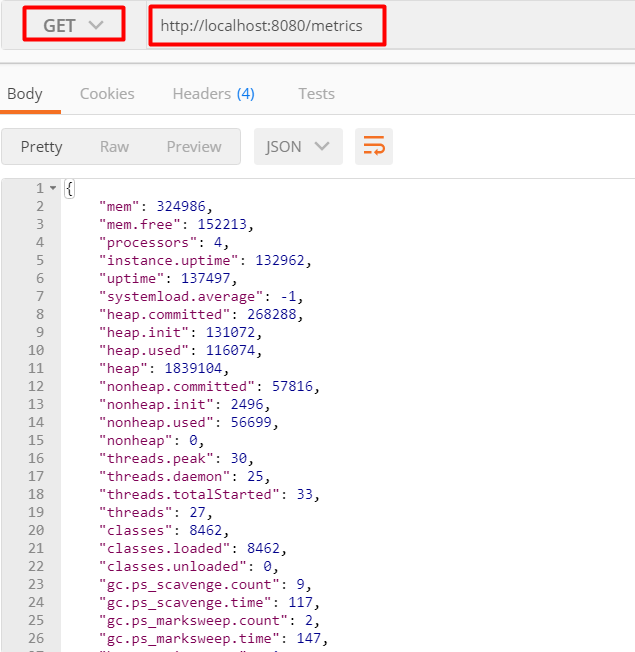 GET http://localhost:8080/metrics
Body Cookies Headers (4) Tests
Pretty Raw Preview JSON
1 {
2 "mem": 324986,
3 "mem.free": 152213,
4 "processors": 4,
5 "instance.uptime": 132962,
6 "uptime": 137497,
7 "systemload.average": -1,
8 "heap.committed": 268288,
9 "heap.init": 131072,
10 "heap.used": 116074,
11 "heap": 1839104,
12 "nonheap.committed": 57816,
13 "nonheap.init": 2496,
14 "nonheap.used": 56699,
15 "nonheap": 0,
16 "threads.peak": 30,
17 "threads.daemon": 25,
18 "threads.totalStarted": 33,
19 "threads": 27,
20 "classes": 8462,
21 "classes.loaded": 8462,
22 "classes.unloaded": 0,
23 "gc.ps_scavenge.count": 9,
24 "gc.ps_scavenge.time": 117,
25 "gc.ps_marksweep.count": 2,
26 "gc.ps_marksweep.time": 147,